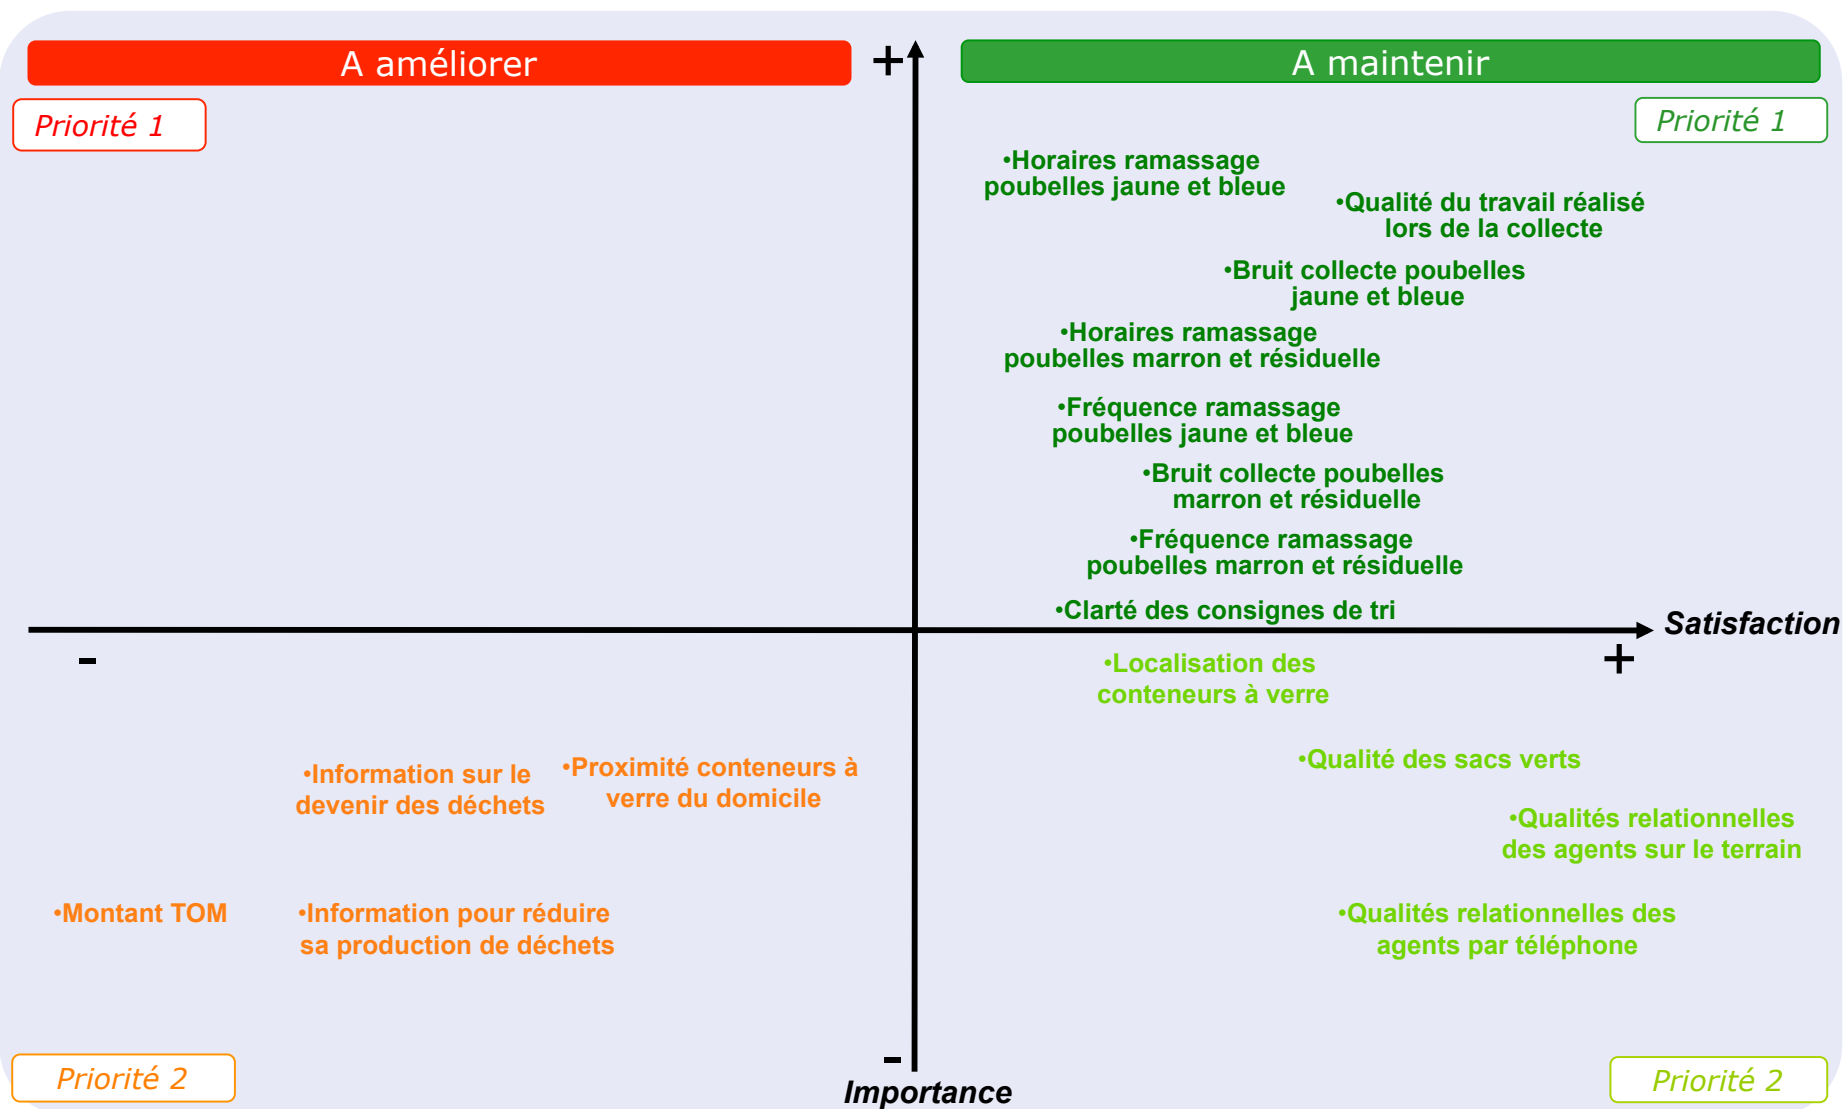 A améliorer
+
A maintenir
Priorité 1
Priorité 1
•Horaires ramassage
poubelles jaune et bleue
•Qualité du travail réalisé
lors de la collecte
•Bruit collecte poubelles
jaune et bleue
•Horaires ramassage
poubelles marron et résiduelle
•Fréquence ramassage
poubelles jaune et bleue
•Bruit collecte poubelles
marron et résiduelle
•Fréquence ramassage
poubelles marron et résiduelle
•Clarté des consignes de tri
Satisfaction
-
+
•Localisation des
conteneurs à verre
•Information sur le
devenir des déchets
•Proximité conteneurs à
verre du domicile
•Qualité des sacs verts
•Qualités relationnelles
des agents sur le terrain
•Montant TOM
•Information pour réduire
sa production de déchets
•Qualités relationnelles des
agents par téléphone
-
Priorité 2
Importance
Priorité 2